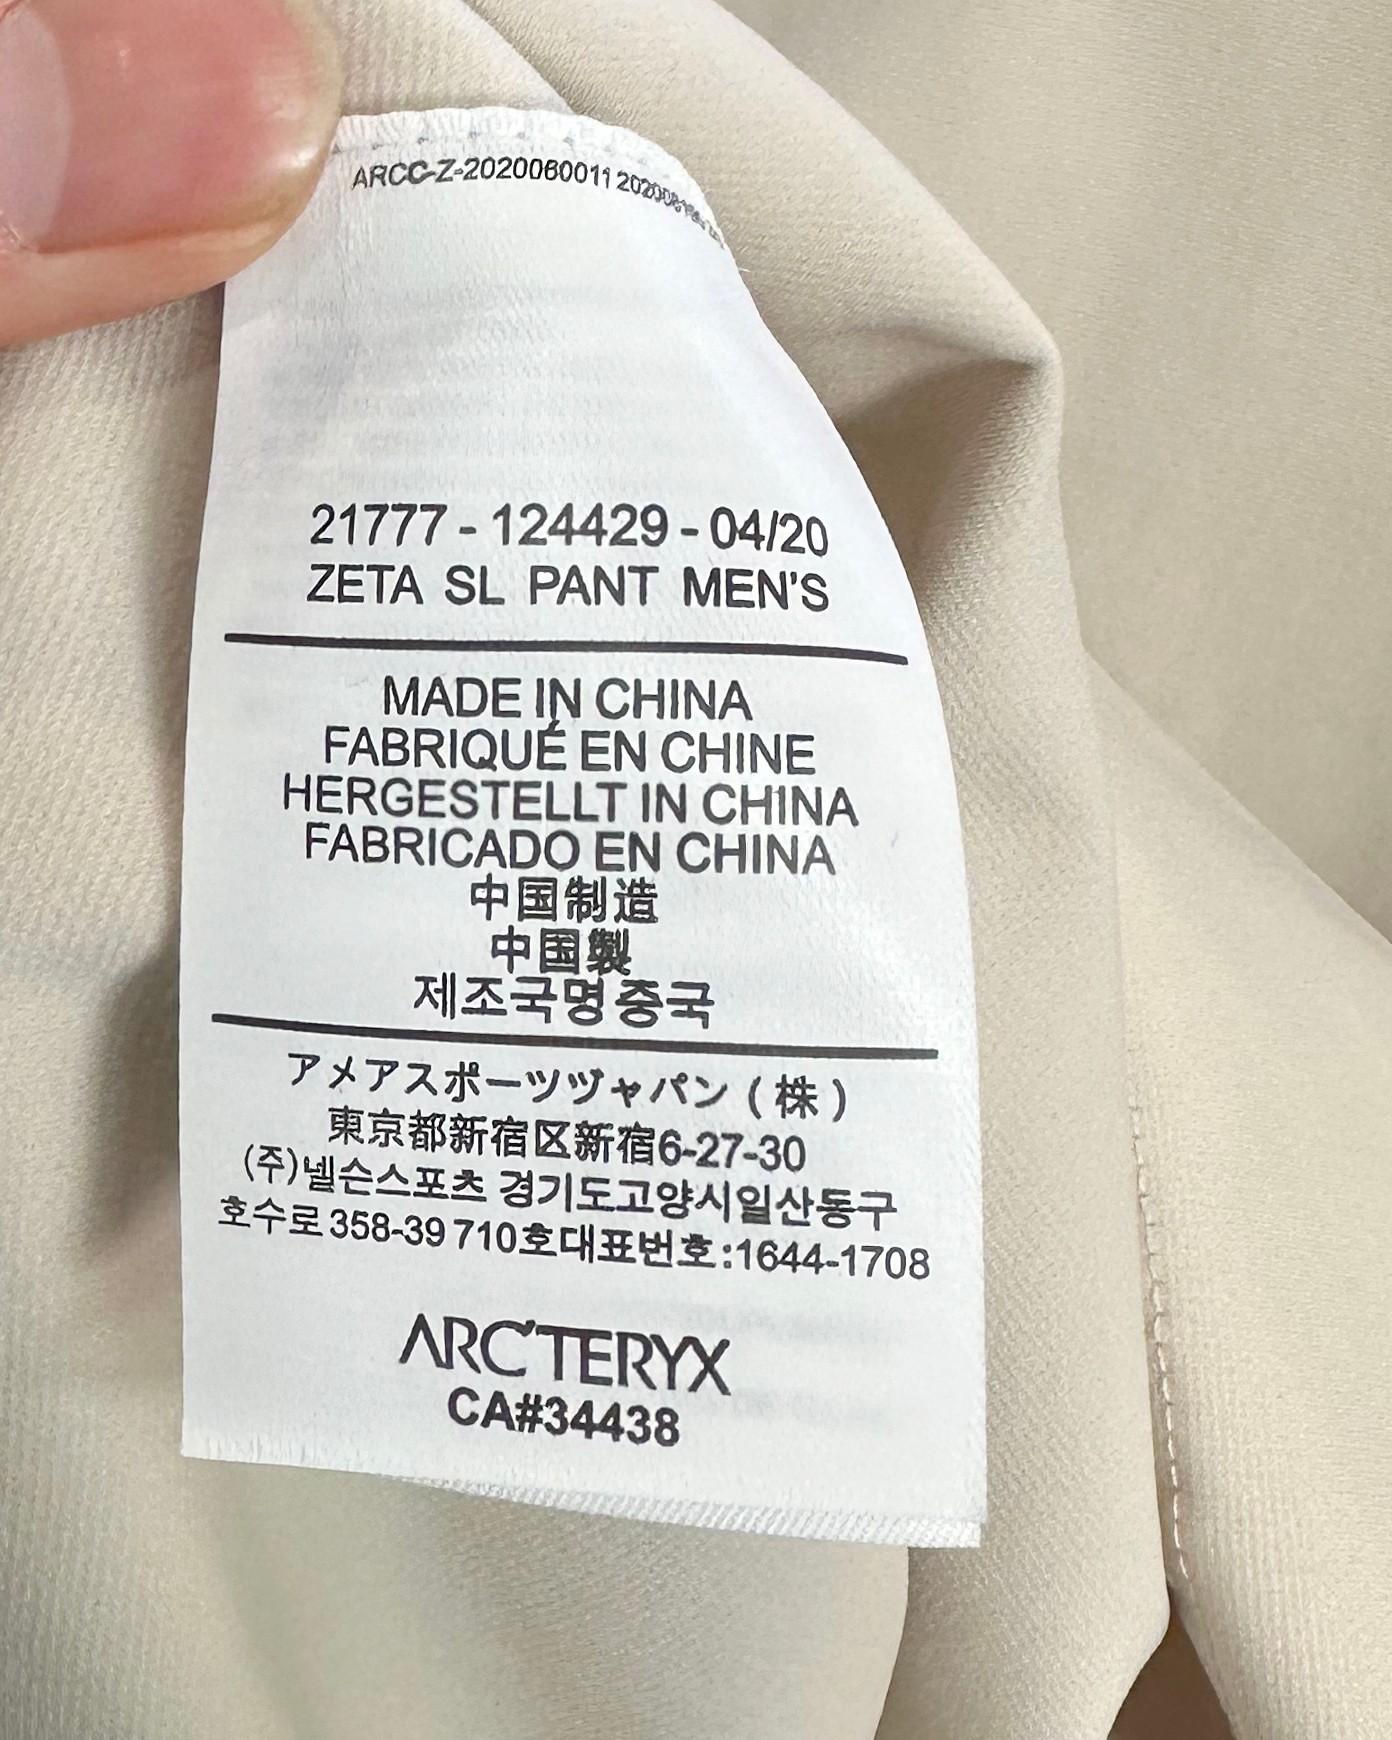 ARCC-Z-2020060011
21777 - 124429 - 04/20
ZETA SL PANT MEN'S
MADE IN CHINA
FABRIQUÉ EN CHINE
HERGESTELLT IN CHINA
FABRICADO EN CHINA
中国制造
中国製
제조국명 중국
アメアスポーツヅャパン (株)
東京都新宿区新宿6-27-30
(주)넬슨스포츠 경기도고양시일산동구
호수로 358-39 710호대표번호:1644-1708
ARC'TERYX
CA#34438